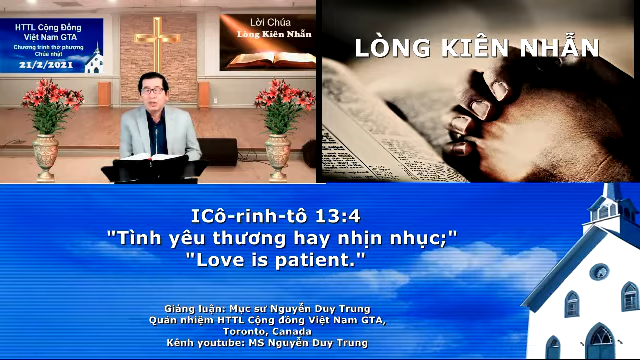 HTTL Cộng Đồng
Việt Nam GTA
Chương trình thờ phượng
Chúa nhật
21/2/2021
Lời Chúa
Lòng Kiên Nhẫn
LÒNG KIÊN NHẪN
ICô-rinh-tô 13:4
"Tình yêu thương hay nhịn nhục;"
"Love is patient."
Giảng luận: Mục sư Nguyễn Duy Trung
Quản nhiệm HTTL Cộng đồng Việt Nam GTA,
Toronto, Canada
Kênh youtube: MS Nguyễn Duy Trung